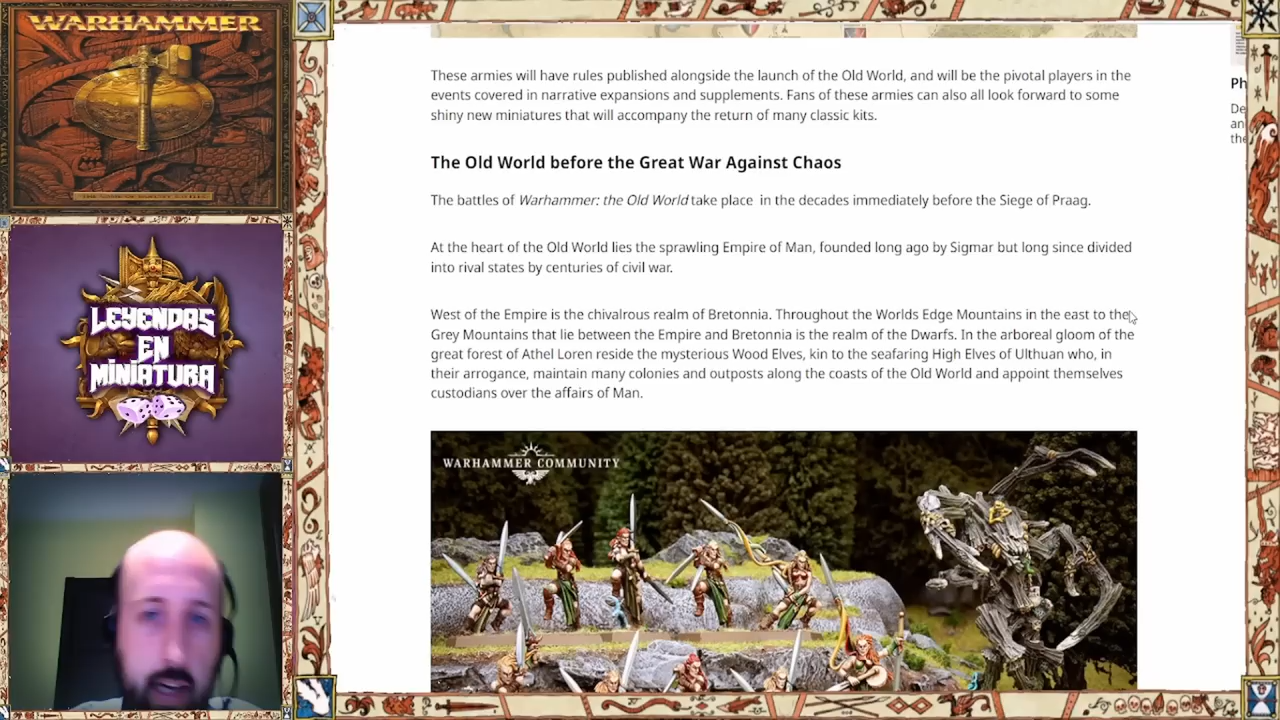 WARHAMMER
LEYENDAS
EN
MINIATURA
These armies will have rules published alongside the launch of the Old World, and will be the pivotal players in the
events covered in narrative expansions and supplements. Fans of these armies can also all look forward to some
shiny new miniatures that will accompany the return of many classic kits.
The Old World before the Great War Against Chaos
The battles of Warhammer: the Old World take place in the decades immediately before the Siege of Praag.
At the heart of the Old World lies the sprawling Empire of Man, founded long ago by Sigmar but long since divided
into rival states by centuries of civil war.
West of the Empire is the chivalrous realm of Bretonnia. Throughout the Worlds Edge Mountains in the east to the
Grey Mountains that lie between the Empire and Bretonnia is the realm of the Dwarfs. In the arboreal gloom of the
great forest of Athel Loren reside the mysterious Wood Elves, kin to the seafaring High Elves of Ulthuan who, in
their arrogance, maintain many colonies and outposts along the coasts of the Old World and appoint themselves
custodians over the affairs of Man.
WARHAMMER COMMUNITY
Ph
De
an
the